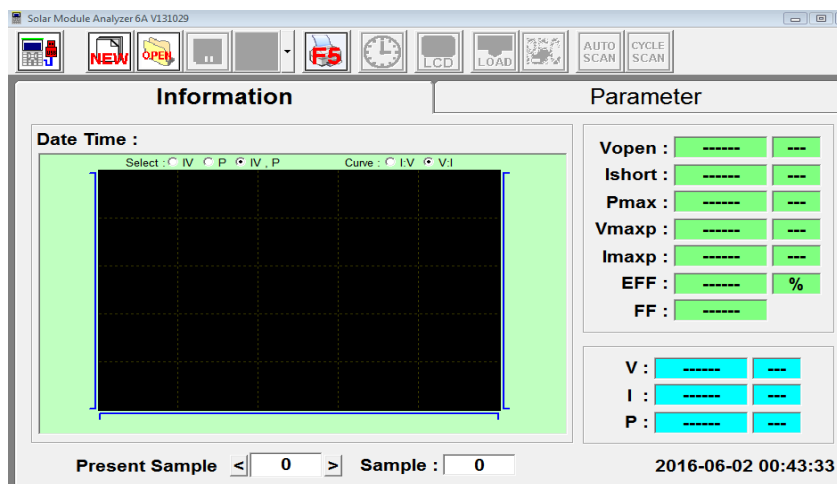 Solar Module Analyzer 6A V131029
NEW OPEN F5 LCD LOAD AUTO SCAN CYCLE SCAN
Information Parameter
Date Time :
Select : IV P IV , P Curve : I:V V:I
Vopen : ------ ---
Ishort : ------ ---
Pmax : ------ ---
Vmaxp : ------ ---
Imaxp : ------ ---
EFF : ------ %
FF : ------
V : ------ ---
I : ------ ---
P : ------ ---
Present Sample < 0 > Sample : 0
2016-06-02 00:43:33